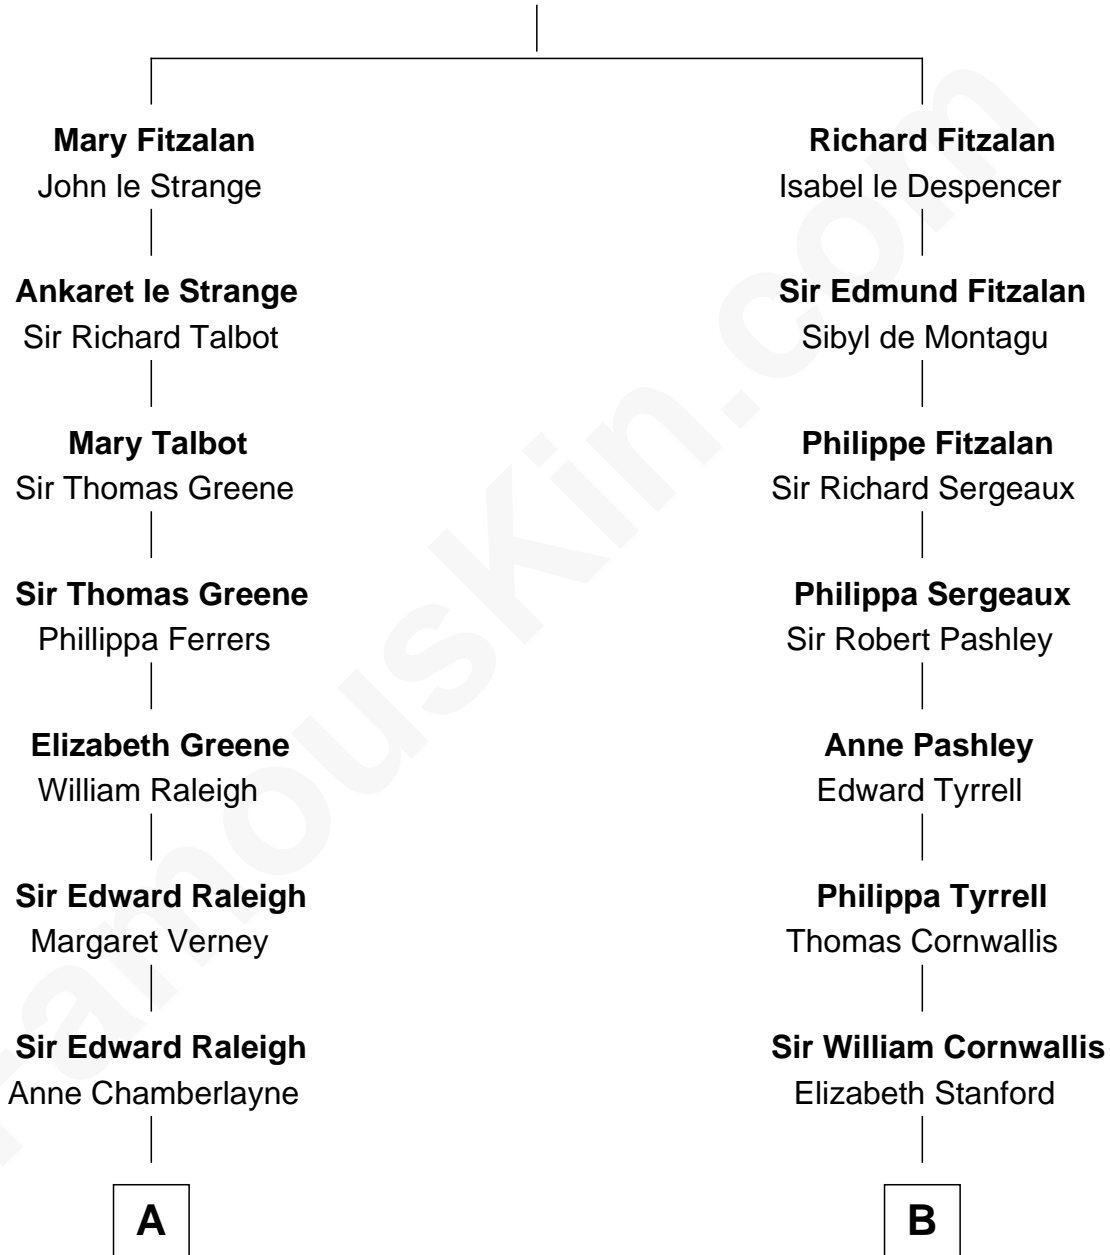 Mary Fitzalan
John le Strange
Richard Fitzalan
Isabel le Despencer
Ankaret le Strange
Sir Richard Talbot
Sir Edmund Fitzalan
Sibyl de Montagu
Mary Talbot
Sir Thomas Greene
Philippe Fitzalan
Sir Richard Sergeaux
Sir Thomas Greene
Phillippa Ferrers
Philippa Sergeaux
Sir Robert Pashley
Elizabeth Greene
William Raleigh
Anne Pashley
Edward Tyrrell
Sir Edward Raleigh
Margaret Verney
Philippa Tyrrell
Thomas Cornwallis
Sir Edward Raleigh
Anne Chamberlayne
Sir William Cornwallis
Elizabeth Stanford
A
B
FamousKin.com